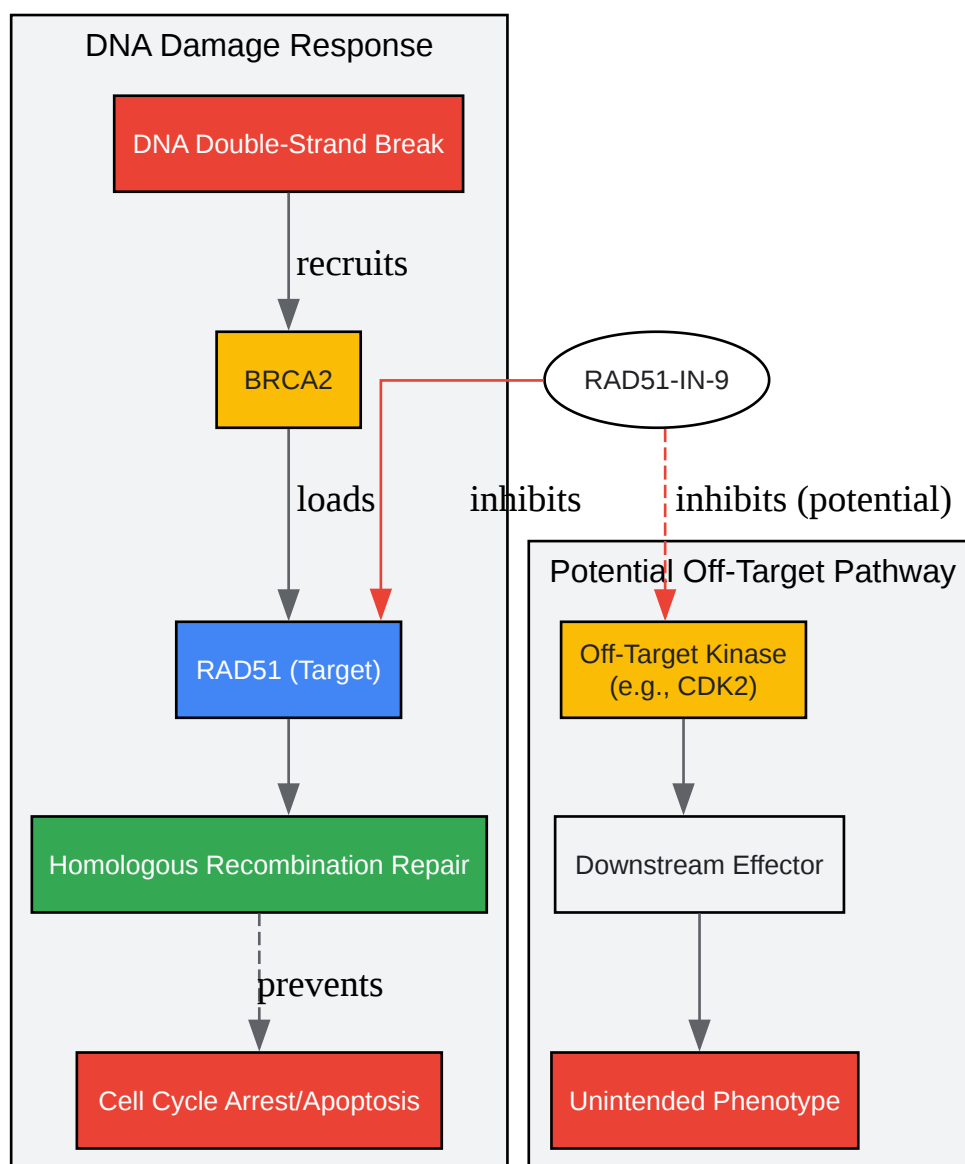 DNA Damage Response
DNA Double-Strand Break
recruits
BRCA2
RAD51-IN-9
loads
inhibits
inhibits (potential)
Potential Off-Target Pathway
RAD51 (Target)
Off-Target Kinase
(e.g., CDK2)
Homologous Recombination Repair
Downstream Effector
prevents
Cell Cycle Arrest/Apoptosis
Unintended Phenotype